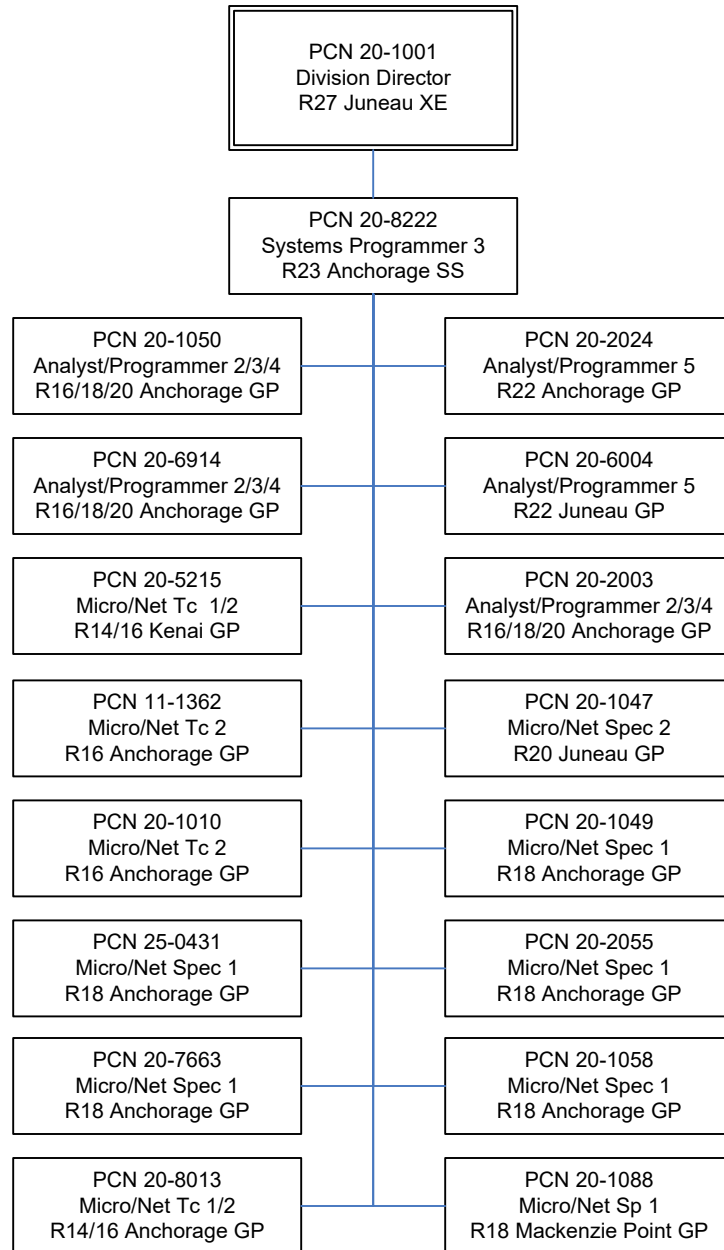 PCN 20-1001
Division Director
R27 Juneau XE
PCN 20-8222
Systems Programmer 3
R23 Anchorage SS
PCN 20-1050
Analyst/Programmer 2/3/4
R16/18/20 Anchorage GP
PCN 20-2024
Analyst/Programmer 5
R22 Anchorage GP
PCN 20-6914
Analyst/Programmer 2/3/4
R16/18/20 Anchorage GP
PCN 20-6004
Analyst/Programmer 5
R22 Juneau GP
PCN 20-5215
Micro/Net Tc 1/2
R14/16 Kenai GP
PCN 20-2003
Analyst/Programmer 2/3/4
R16/18/20 Anchorage GP
PCN 11-1362
Micro/Net Tc 2
R16 Anchorage GP
PCN 20-1047
Micro/Net Spec 2
R20 Juneau GP
PCN 20-1010
Micro/Net Tc 2
R16 Anchorage GP
PCN 20-1049
Micro/Net Spec 1
R18 Anchorage GP
PCN 25-0431
Micro/Net Spec 1
R18 Anchorage GP
PCN 20-2055
Micro/Net Spec 1
R18 Anchorage GP
PCN 20-7663
Micro/Net Spec 1
R18 Anchorage GP
PCN 20-1058
Micro/Net Spec 1
R18 Anchorage GP
PCN 20-8013
Micro/Net Tc 1/2
R14/16 Anchorage GP
PCN 20-1088
Micro/Net Sp 1
R18 Mackenzie Point GP